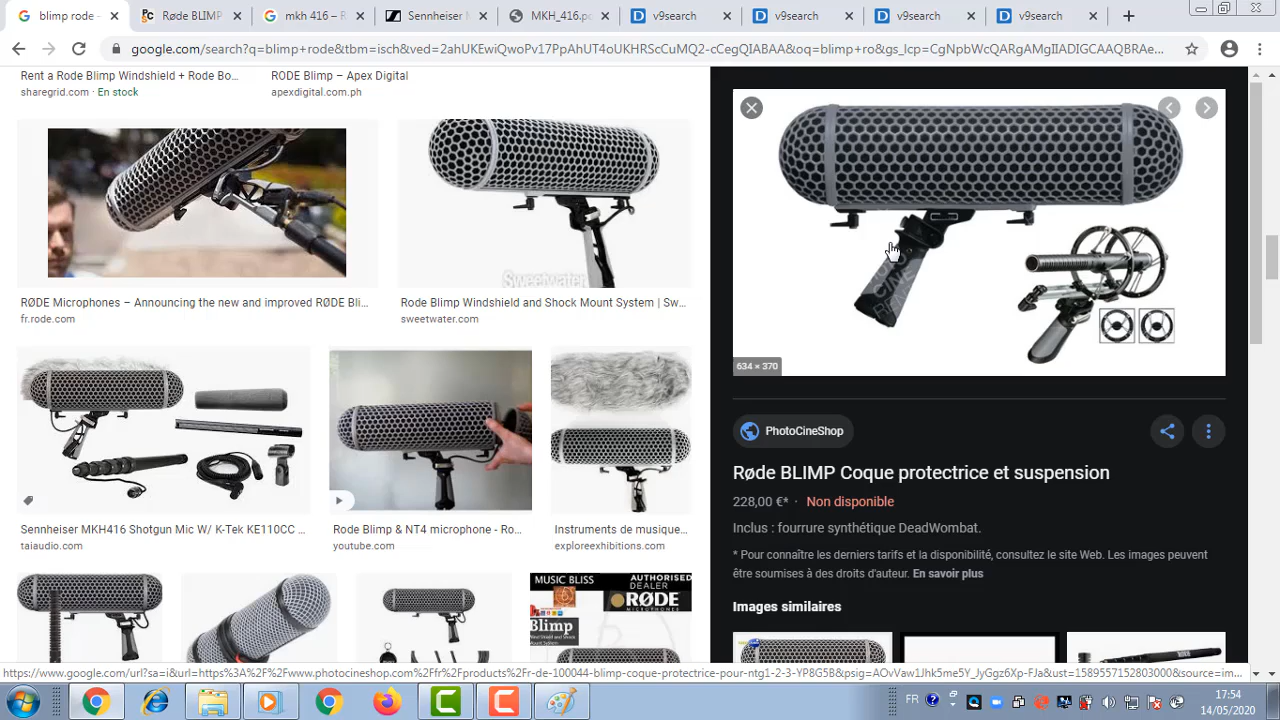 blimp rode -
Røde BLIMP
mkh 416 – R
Sennheiser M
MKH_416.p
v9search
v9search
v9search
v9search
google.com/search?q=blimp+rode&tbm=isch&ved=2ahUKEwiQwoPv17PpAhUT4oUKHRScCuMQ2-cCegQIABAA&oq=blimp+ro&gs_lcp=CgNpbWcQARgAMgIIADIGCAAQBRAe...
Rent a Rode Blimp Windshield + Rode Bo...
RODE Blimp – Apex Digital
sharegrid.com · En stock
apexdigital.com.ph
Sweetwater
RØDE Microphones – Announcing the new and improved RØDE Bli...
Rode Blimp Windshield and Shock Mount System | Sw...
fr.rode.com
sweetwater.com
Sennheiser MKH416 Shotgun Mic W/ K-Tek KE110CC ...
Rode Blimp & NT4 microphone - Ro...
Instruments de musique...
taiaudio.com
youtube.com
exploreexhibitions.com
MUSIC BLISS
AUTHORISED
DEALER
RØDE
MICROPHONES
Blimp
634 × 370
PhotoCineShop
Røde BLIMP Coque protectrice et suspension
228,00 €* · Non disponible
Inclus : fourrure synthétique DeadWombat.
* Pour connaître les derniers tarifs et la disponibilité, consultez le site Web. Les images peuvent
être soumises à des droits d'auteur. En savoir plus
Images similaires
https://www.google.com/url?sa=i&url=https%3A%2F%2Fwww.photocineshop.com%2Ffr%2Fproducts%2Fr-de-100044-blimp-coque-protectrice-pour-ntg1-2-3-YP8G5B&psig=AOvVaw1Jhk5me5Y_JyGgz6Xp-FJa&ust=1589557152803000&source=im...
FR
17:54
14/05/2020